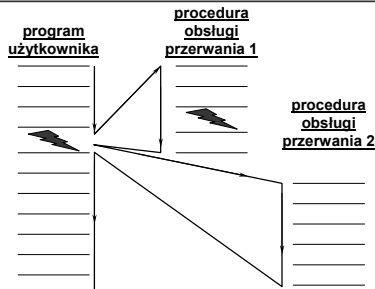 program
użytkownika
procedura
obsługi
przerwania 1
procedura
obsługi
przerwania 2